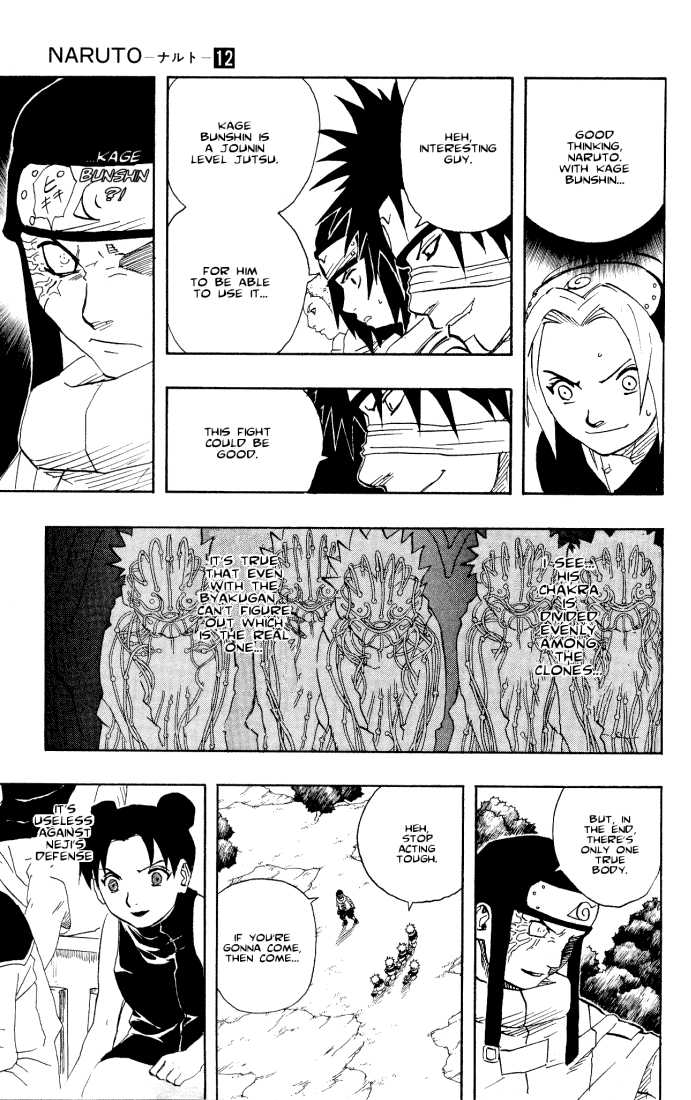 NARUTO—ナルト—12
GOOD
THINKING,
NARUTO.
WITH KAGE
BUNSHIN...
HEH,
INTERESTING
GUY.
KAGE
BUNSHIN IS
A JOUNIN
LEVEL JUTSU.
FOR HIM
TO BE ABLE
TO USE IT...
THIS FIGHT
COULD BE
GOOD.
...KAGE
BUNSHIN
?!
I SEE...
HIS
CHAKRA
IS
DIVIDED
EVENLY
AMONG
THE
CLONES...
IT'S TRUE
THAT EVEN
WITH THE
BYAKUGAN,
CAN'T FIGURE
OUT WHICH
IS THE REAL
ONE...
BUT, IN
THE END,
THERE'S
ONLY ONE
TRUE
BODY.
HEH, STOP
ACTING
TOUGH.
IF YOU'RE
GONNA COME,
THEN COME...
IT'S
USELESS
AGAINST
NEJI'S
DEFENSE